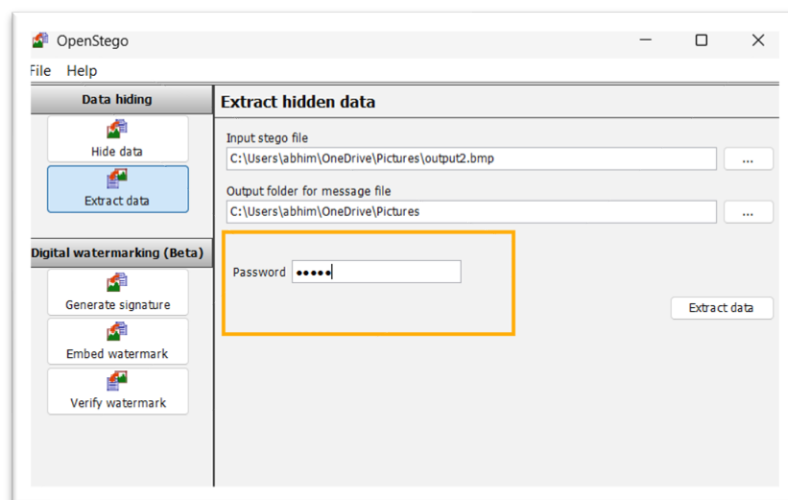 OpenStego
File Help
Data hiding
Hide data
Extract data
Digital watermarking (Beta)
Generate signature
Embed watermark
Verify watermark
Extract hidden data
Input stego file
C:\Users\abhim\OneDrive\Pictures\output2.bmp
...
Output folder for message file
C:\Users\abhim\OneDrive\Pictures
...
Password •••••
Extract data